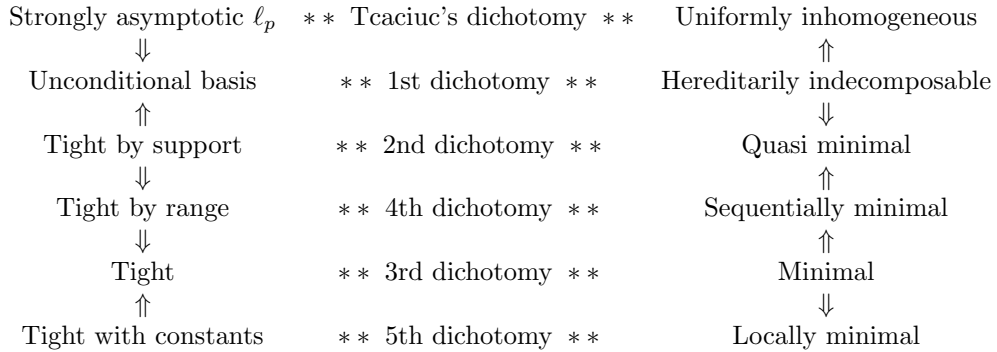 Strongly asymptotic ℓₚ ∗ ∗ Tcaciuc's dichotomy ∗ ∗ Uniformly inhomogeneous
⇓ ⇑
Unconditional basis ∗ ∗ 1st dichotomy ∗ ∗ Hereditarily indecomposable
⇑ ⇓
Tight by support ∗ ∗ 2nd dichotomy ∗ ∗ Quasi minimal
⇓ ⇑
Tight by range ∗ ∗ 4th dichotomy ∗ ∗ Sequentially minimal
⇓ ⇑
Tight ∗ ∗ 3rd dichotomy ∗ ∗ Minimal
⇑ ⇓
Tight with constants ∗ ∗ 5th dichotomy ∗ ∗ Locally minimal